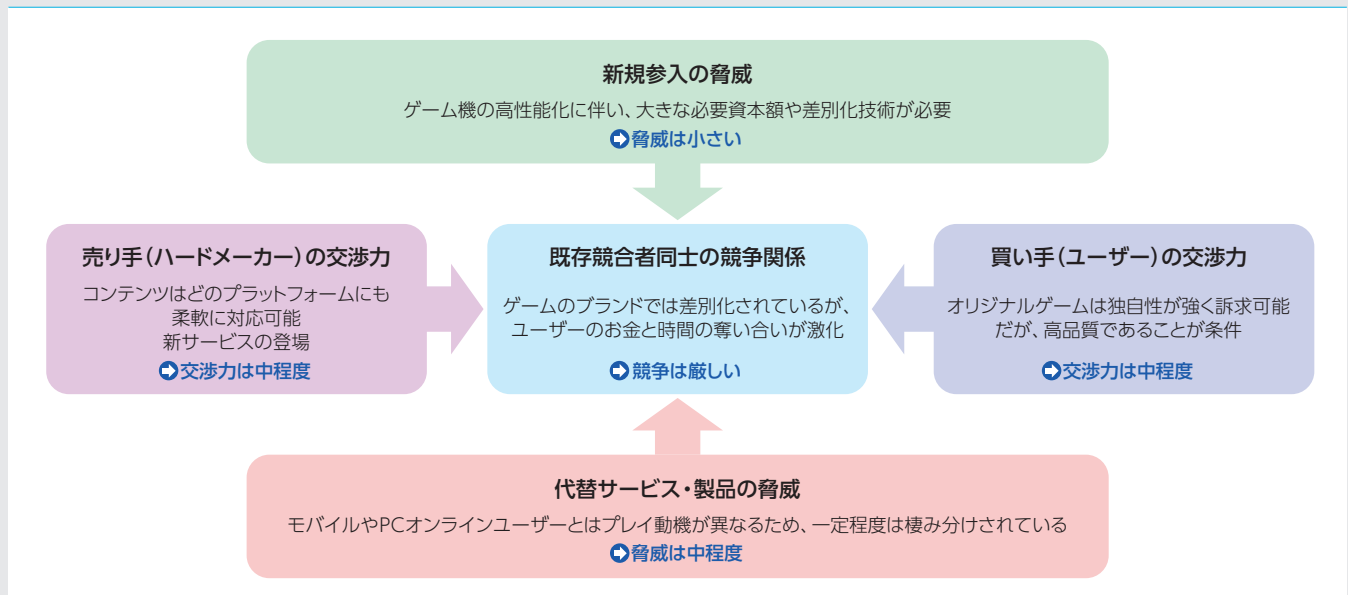 新規参入の脅威
ゲーム機の高性能化に伴い、大きな必要資本額や差別化技術が必要
脅威は小さい
売り手(ハードメーカー)の交渉力
コンテンツはどのプラットフォームにも
柔軟に対応可能
新サービスの登場
交渉力は中程度
既存競合者同士の競争関係
ゲームのブランドでは差別化されているが、
ユーザーのお金と時間の奪い合いが激化
競争は厳しい
買い手(ユーザー)の交渉力
オリジナルゲームは独自性が強く訴求可能
だが、高品質であることが条件
交渉力は中程度
代替サービス・製品の脅威
モバイルやPCオンラインユーザーとはプレイ動機が異なるため、一定程度は棲み分けされている
脅威は中程度